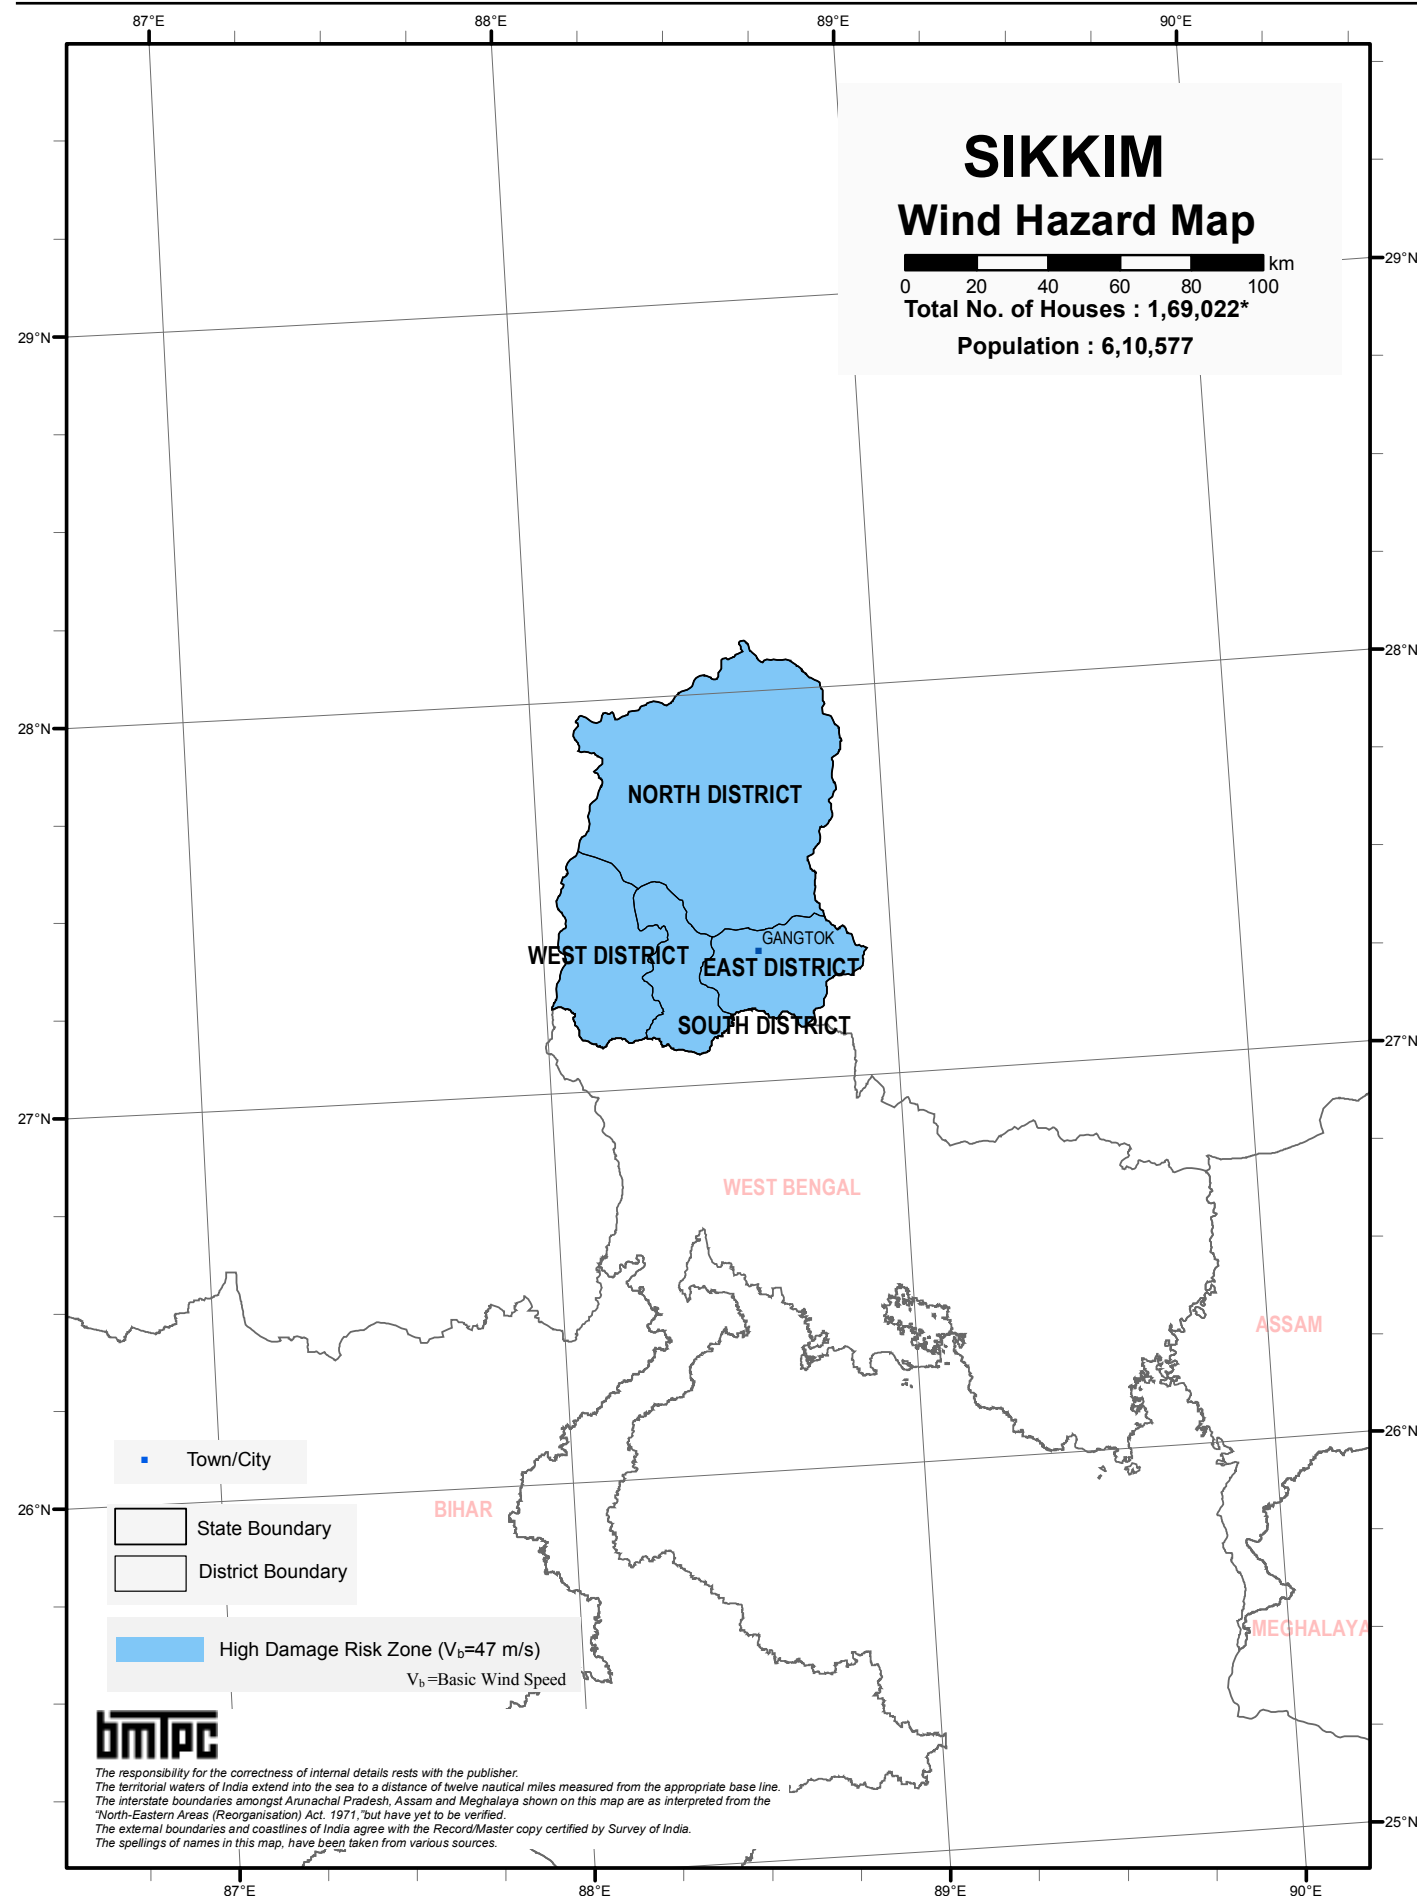 87°E 88°E 89°E 90°E
SIKKIM
Wind Hazard Map
km
0 20 40 60 80 100
Total No. of Houses : 1,69,022*
Population : 6,10,577
29°N
29°N
28°N
28°N
NORTH DISTRICT
GANGTOK
WEST DISTRICT
EAST DISTRICT
SOUTH DISTRICT
27°N
27°N
WEST BENGAL
ASSAM
26°N
Town/City
26°N
BIHAR
State Boundary
District Boundary
MEGHALAYA
High Damage Risk Zone (Vb=47 m/s)
Vb=Basic Wind Speed
bmTpc
The responsibility for the correctness of internal details rests with the publisher.
The territorial waters of India extend into the sea to a distance of twelve nautical miles measured from the appropriate base line.
The interstate boundaries amongst Arunachal Pradesh, Assam and Meghalaya shown on this map are as interpreted from the
"North-Eastern Areas (Reorganisation) Act. 1971,"but have yet to be verified.
25°N
The external boundaries and coastlines of India agree with the Record/Master copy certified by Survey of India.
The spellings of names in this map, have been taken from various sources.
87°E 88°E 89°E 90°E